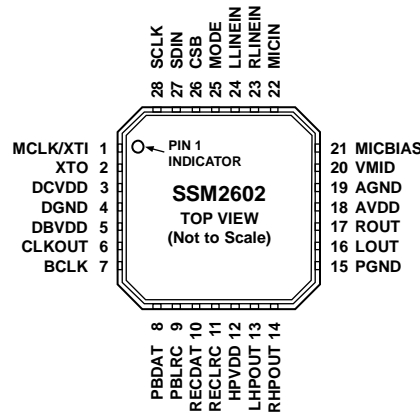 28 SCLK
27 SDIN
26 CSB
25 MODE
24 LLINEIN
23 RLINEIN
22 MICIN
MCLK/XTI 1
XTO 2
DCVDD 3
DGND 4
DBVDD 5
CLKOUT 6
BCLK 7
PIN 1
INDICATOR
SSM2602
TOP VIEW
(Not to Scale)
21 MICBIAS
20 VMID
19 AGND
18 AVDD
17 ROUT
16 LOUT
15 PGND
PBDAT 8
PBLRC 9
RECDAT 10
RECLRC 11
HPVDD 12
LHPOUT 13
RHPOUT 14